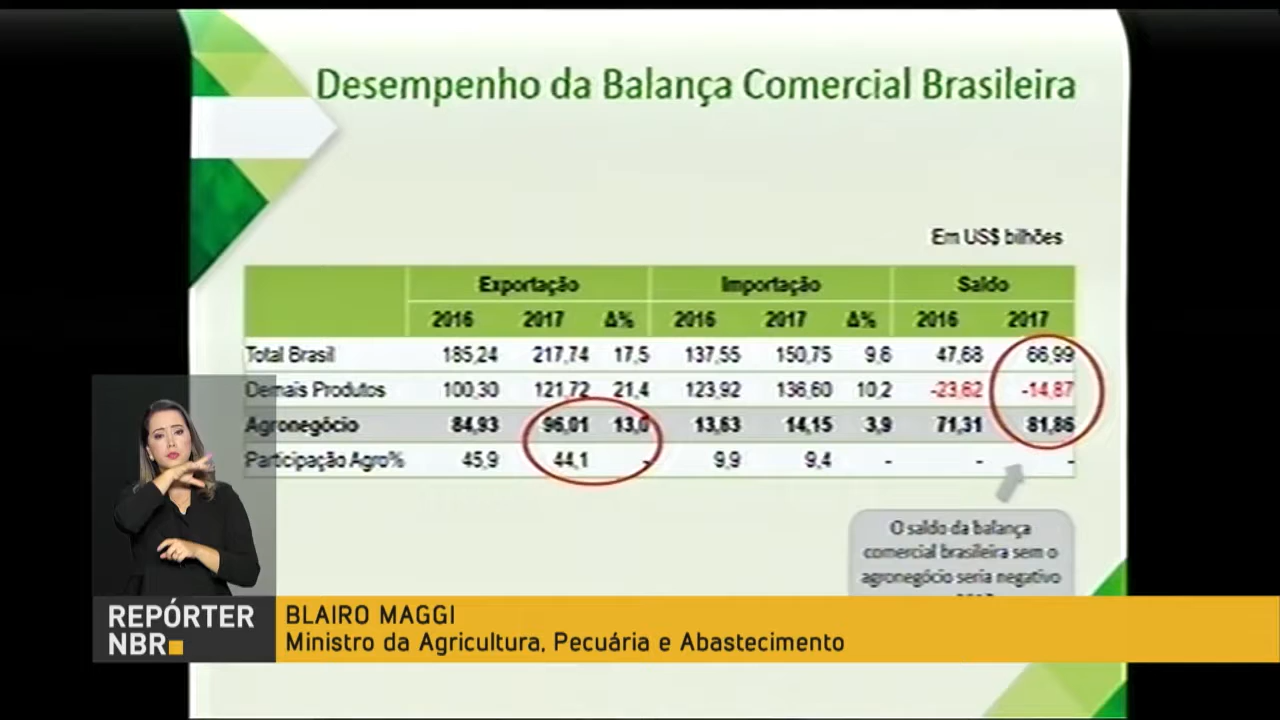 Desempenho da Balança Comercial Brasileira
Em US$ bilhões
Exportação Importação Saldo
2016 2017 Δ% 2016 2017 Δ% 2016 2017
Total Brasil 185,24 217,74 17,5 137,55 150,75 9,6 47,68 66,99
Demais Produtos 100,30 121,72 21,4 123,92 136,60 10,2 -23,62 -14,87
Agronegócio 84,93 96,01 13,0 13,63 14,15 3,9 71,31 81,86
Participação Agro% 45,9 44,1 - 9,9 9,4 - - -
O saldo da balança
comercial brasileira sem o
agronegócio seria negativo
REPÓRTER
NBR
BLAIRO MAGGI
Ministro da Agricultura, Pecuária e Abastecimento